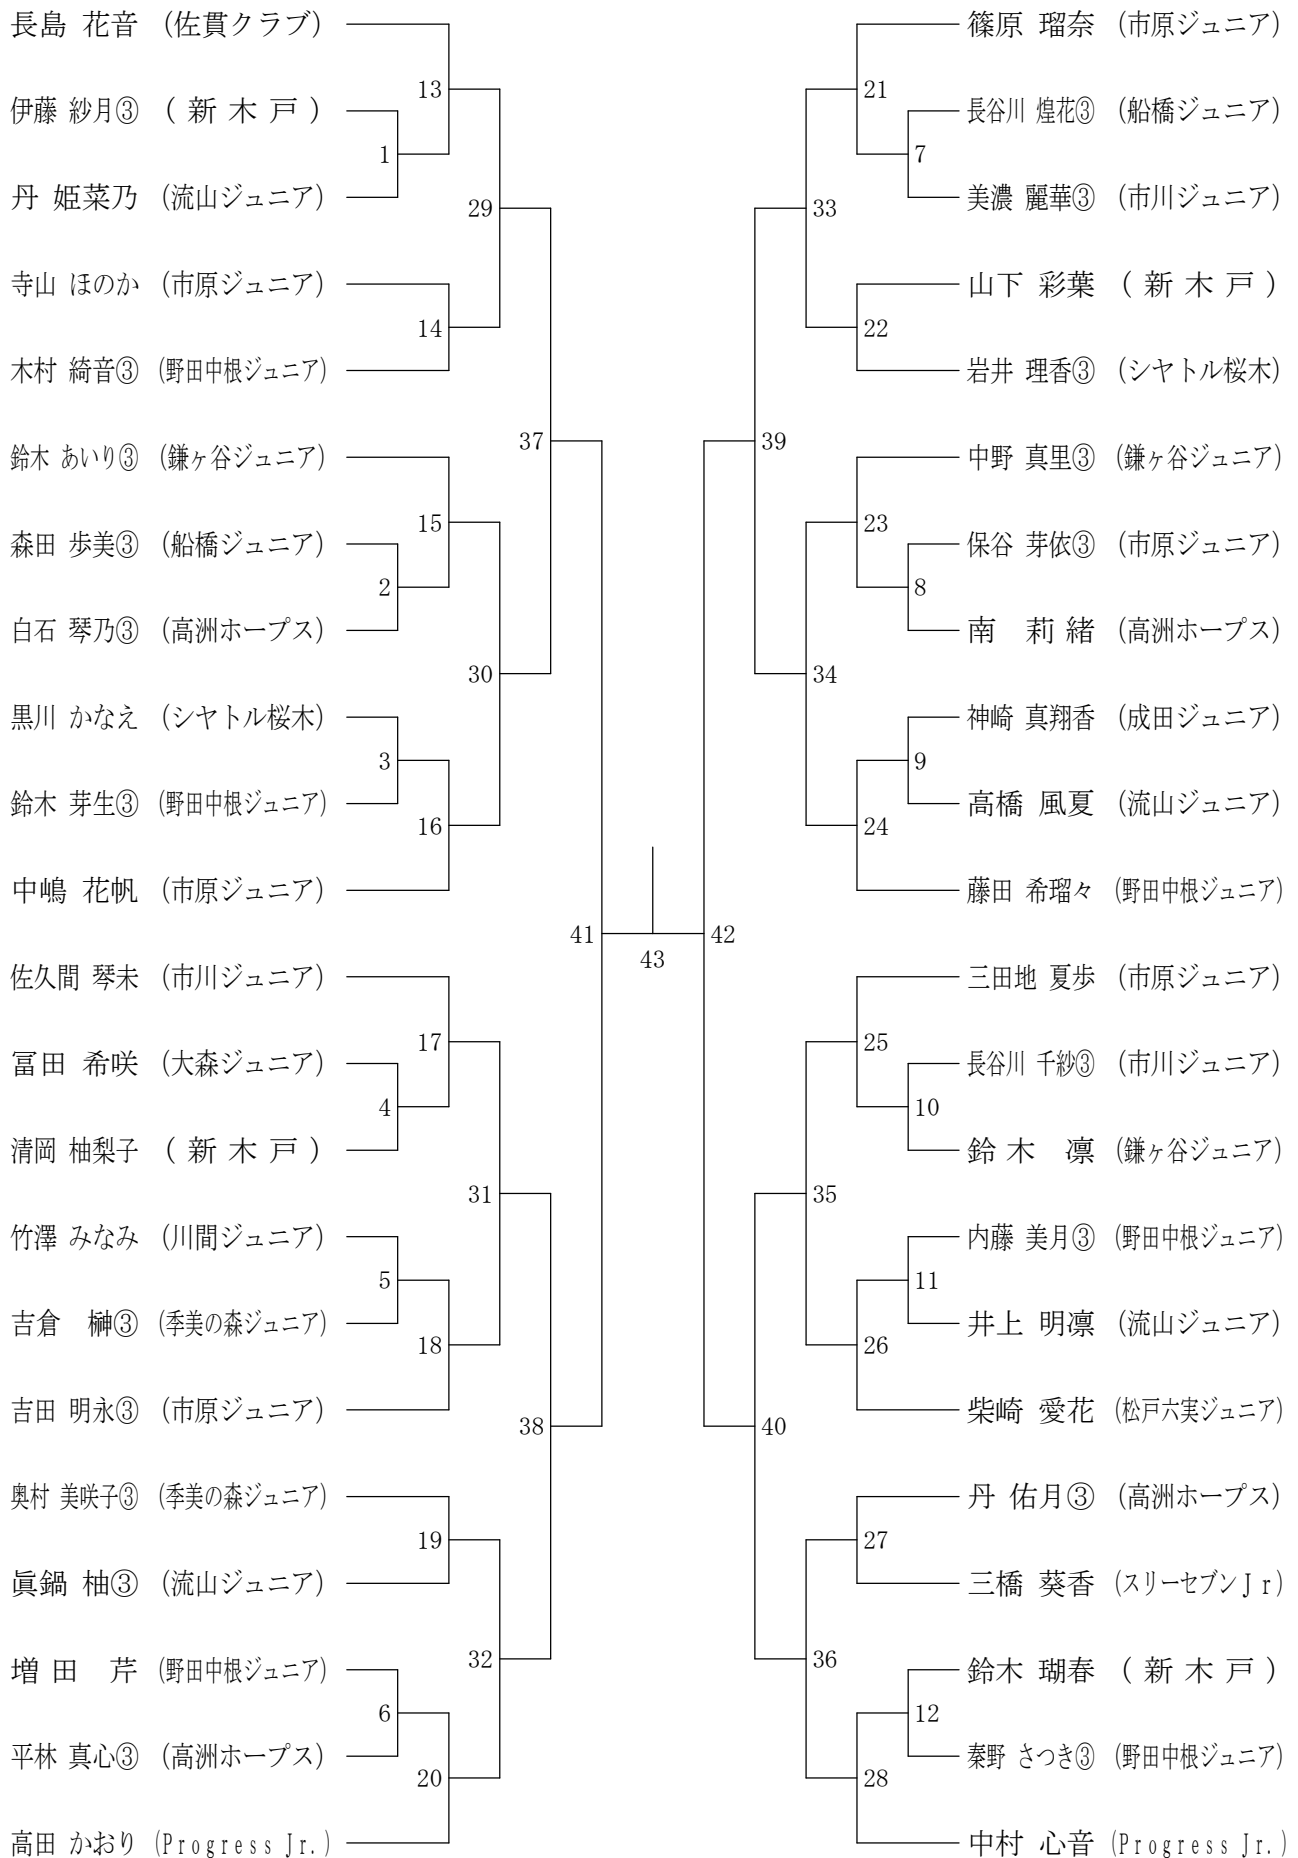 長島 花音 (佐貫クラブ)
13
伊藤 紗月③ (新木戸)
1
丹 姫菜乃 (流山ジュニア)
29
寺山 ほのか (市原ジュニア)
14
木村 綺音③ (野田中根ジュニア)
37
鈴木 あいり③ (鎌ヶ谷ジュニア)
15
森田 歩美③ (船橋ジュニア)
2
白石 琴乃③ (高洲ホープス)
30
黒川 かなえ (シヤトル桜木)
3
鈴木 芽生③ (野田中根ジュニア)
16
中嶋 花帆 (市原ジュニア)
41
佐久間 琴未 (市川ジュニア)
17
冨田 希咲 (大森ジュニア)
4
清岡 柚梨子 (新木戸)
31
竹澤 みなみ (川間ジュニア)
5
吉倉 榊③ (季美の森ジュニア)
18
吉田 明永③ (市原ジュニア)
38
奥村 美咲子③ (季美の森ジュニア)
19
眞鍋 柚③ (流山ジュニア)
32
増田 芹 (野田中根ジュニア)
6
平林 真心③ (高洲ホープス)
20
高田 かおり (Progress Jr.)
43
篠原 瑠奈 (市原ジュニア)
21
長谷川 煌花③ (船橋ジュニア)
7
美濃 麗華③ (市川ジュニア)
33
山下 彩葉 (新木戸)
22
岩井 理香③ (シヤトル桜木)
39
中野 真里③ (鎌ヶ谷ジュニア)
23
保谷 芽依③ (市原ジュニア)
8
南 莉緒 (高洲ホープス)
34
神崎 真翔香 (成田ジュニア)
9
高橋 風夏 (流山ジュニア)
24
藤田 希瑠々 (野田中根ジュニア)
42
三田地 夏歩 (市原ジュニア)
25
長谷川 千紗③ (市川ジュニア)
10
鈴木 凛 (鎌ヶ谷ジュニア)
35
内藤 美月③ (野田中根ジュニア)
11
井上 明凛 (流山ジュニア)
26
柴崎 愛花 (松戸六実ジュニア)
40
丹 佑月③ (高洲ホープス)
27
三橋 葵香 (スリーセブンJr)
36
鈴木 瑚春 (新木戸)
12
秦野 さつき③ (野田中根ジュニア)
28
中村 心音 (Progress Jr.)